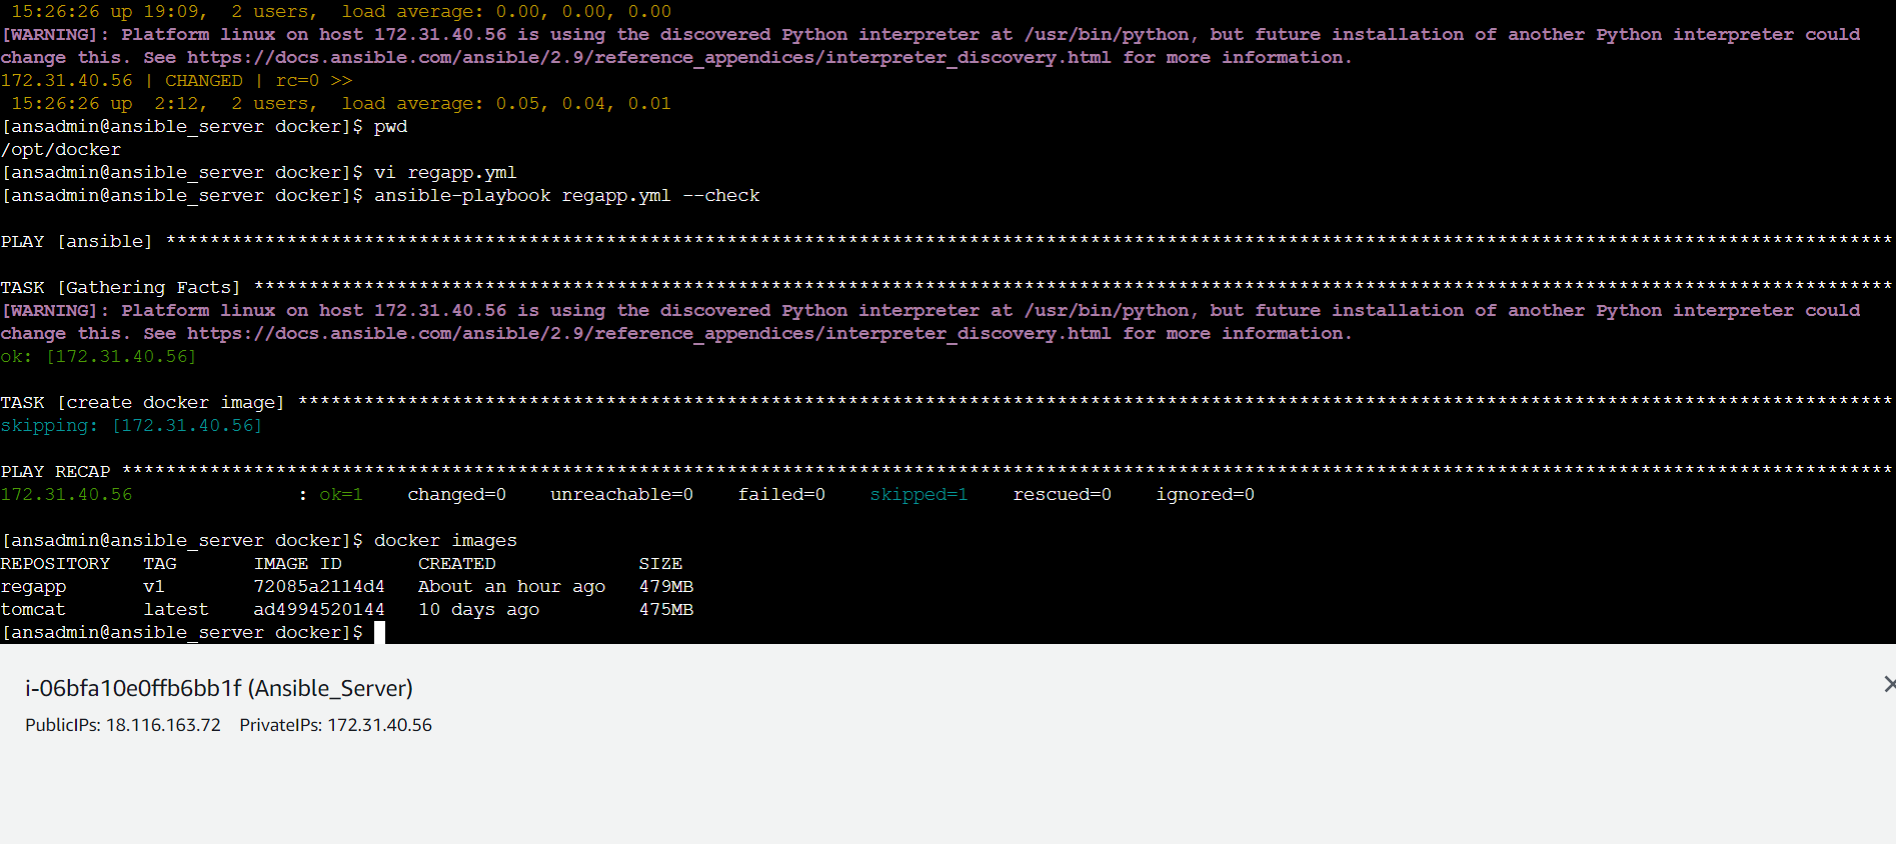 15:26:26 up 19:09,  2 users,  load average: 0.00, 0.00, 0.00
[WARNING]: Platform linux on host 172.31.40.56 is using the discovered Python interpreter at /usr/bin/python, but future installation of another Python interpreter could
change this. See https://docs.ansible.com/ansible/2.9/reference_appendices/interpreter_discovery.html for more information.
172.31.40.56 | CHANGED | rc=0 >>
15:26:26 up  2:12,  2 users,  load average: 0.05, 0.04, 0.01
[ansadmin@ansible_server docker]$ pwd
/opt/docker
[ansadmin@ansible_server docker]$ vi regapp.yml
[ansadmin@ansible_server docker]$ ansible-playbook regapp.yml --check
PLAY [ansible] *************************************************************************************************************************************************************
TASK [Gathering Facts] *****************************************************************************************************************************************************
[WARNING]: Platform linux on host 172.31.40.56 is using the discovered Python interpreter at /usr/bin/python, but future installation of another Python interpreter could
change this. See https://docs.ansible.com/ansible/2.9/reference_appendices/interpreter_discovery.html for more information.
ok: [172.31.40.56]
TASK [create docker image] *************************************************************************************************************************************************
skipping: [172.31.40.56]
PLAY RECAP *****************************************************************************************************************************************************************
172.31.40.56               : ok=1    changed=0    unreachable=0    failed=0    skipped=1    rescued=0    ignored=0
[ansadmin@ansible_server docker]$ docker images
REPOSITORY   TAG       IMAGE ID       CREATED             SIZE
regapp       v1        72085a2114d4   About an hour ago   479MB
tomcat       latest    ad4994520144   10 days ago         475MB
[ansadmin@ansible_server docker]$
i-06bfa10e0ffb6bb1f (Ansible_Server)
PublicIPs: 18.116.163.72    PrivateIPs: 172.31.40.56